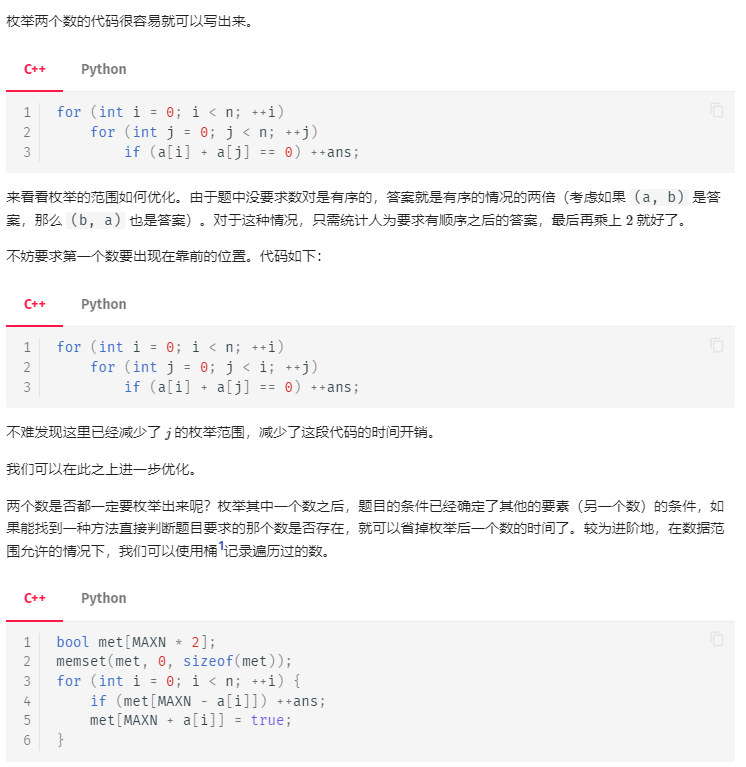 枚举两个数的代码很容易就可以写出来。
C++ Python
1 for (int i = 0; i < n; ++i)
2     for (int j = 0; j < n; ++j)
3         if (a[i] + a[j] == 0) ++ans;
来看看枚举的范围如何优化。由于题中没要求数对是有序的，答案就是有序的情况的两倍（考虑如果 (a, b) 是答
案，那么 (b, a) 也是答案）。对于这种情况，只需统计人为要求有顺序之后的答案，最后再乘上 2 就好了。
不妨要求第一个数要出现在靠前的位置。代码如下：
C++ Python
1 for (int i = 0; i < n; ++i)
2     for (int j = 0; j < i; ++j)
3         if (a[i] + a[j] == 0) ++ans;
不难发现这里已经减少了 j 的枚举范围，减少了这段代码的时间开销。
我们可以在此之上进一步优化。
两个数是否都一定要枚举出来呢？枚举其中一个数之后，题目的条件已经确定了其他的要素（另一个数）的条件，如
果能找到一种方法直接判断题目要求的那个数是否存在，就可以省掉枚举后一个数的时间了。较为进阶地，在数据范
围允许的情况下，我们可以使用桶1记录遍历过的数。
C++ Python
1 bool met[MAXN * 2];
2 memset(met, 0, sizeof(met));
3 for (int i = 0; i < n; ++i) {
4     if (met[MAXN - a[i]]) ++ans;
5     met[MAXN + a[i]] = true;
6 }